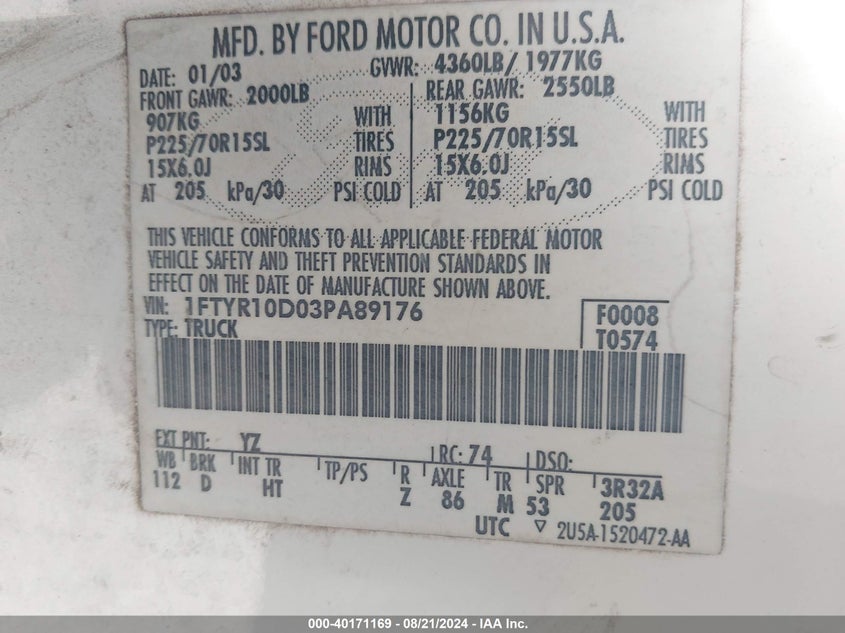 MFD. BY FORD MOTOR CO. IN U.S.A.
DATE: 01/03 GVWR: 4360LB/ 1977KG
FRONT GAWR: 2000LB REAR GAWR: 2550LB
907KG WITH 1156KG WITH
P225/70R15SL TIRES P225/70R15SL TIRES
15X6.0J RIMS 15X6.0J RIMS
AT 205 kPa/30 PSI COLD AT 205 kPa/30 PSI COLD
THIS VEHICLE CONFORMS TO ALL APPLICABLE FEDERAL MOTOR
VEHICLE SAFETY AND THEFT PREVENTION STANDARDS IN
EFFECT ON THE DATE OF MANUFACTURE SHOWN ABOVE.
VIN: 1FTYR10D03PA89176 F0008
TYPE: TRUCK T0574
EXT PNT: YZ RC: 74 DSO:
WB BRK INT TR TP/PS R AXLE TR SPR 3R32A
112 D HT Z 86 M 53 205
UTC ▽ 2U5A-1520472-AA
000-40171169 - 08/21/2024 - IAA Inc.